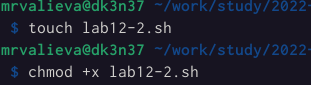 mrvalieva@dk3n37 ~/work/study/2022-
$ touch lab12-2.sh
mrvalieva@dk3n37 ~/work/study/2022-
$ chmod +x lab12-2.sh